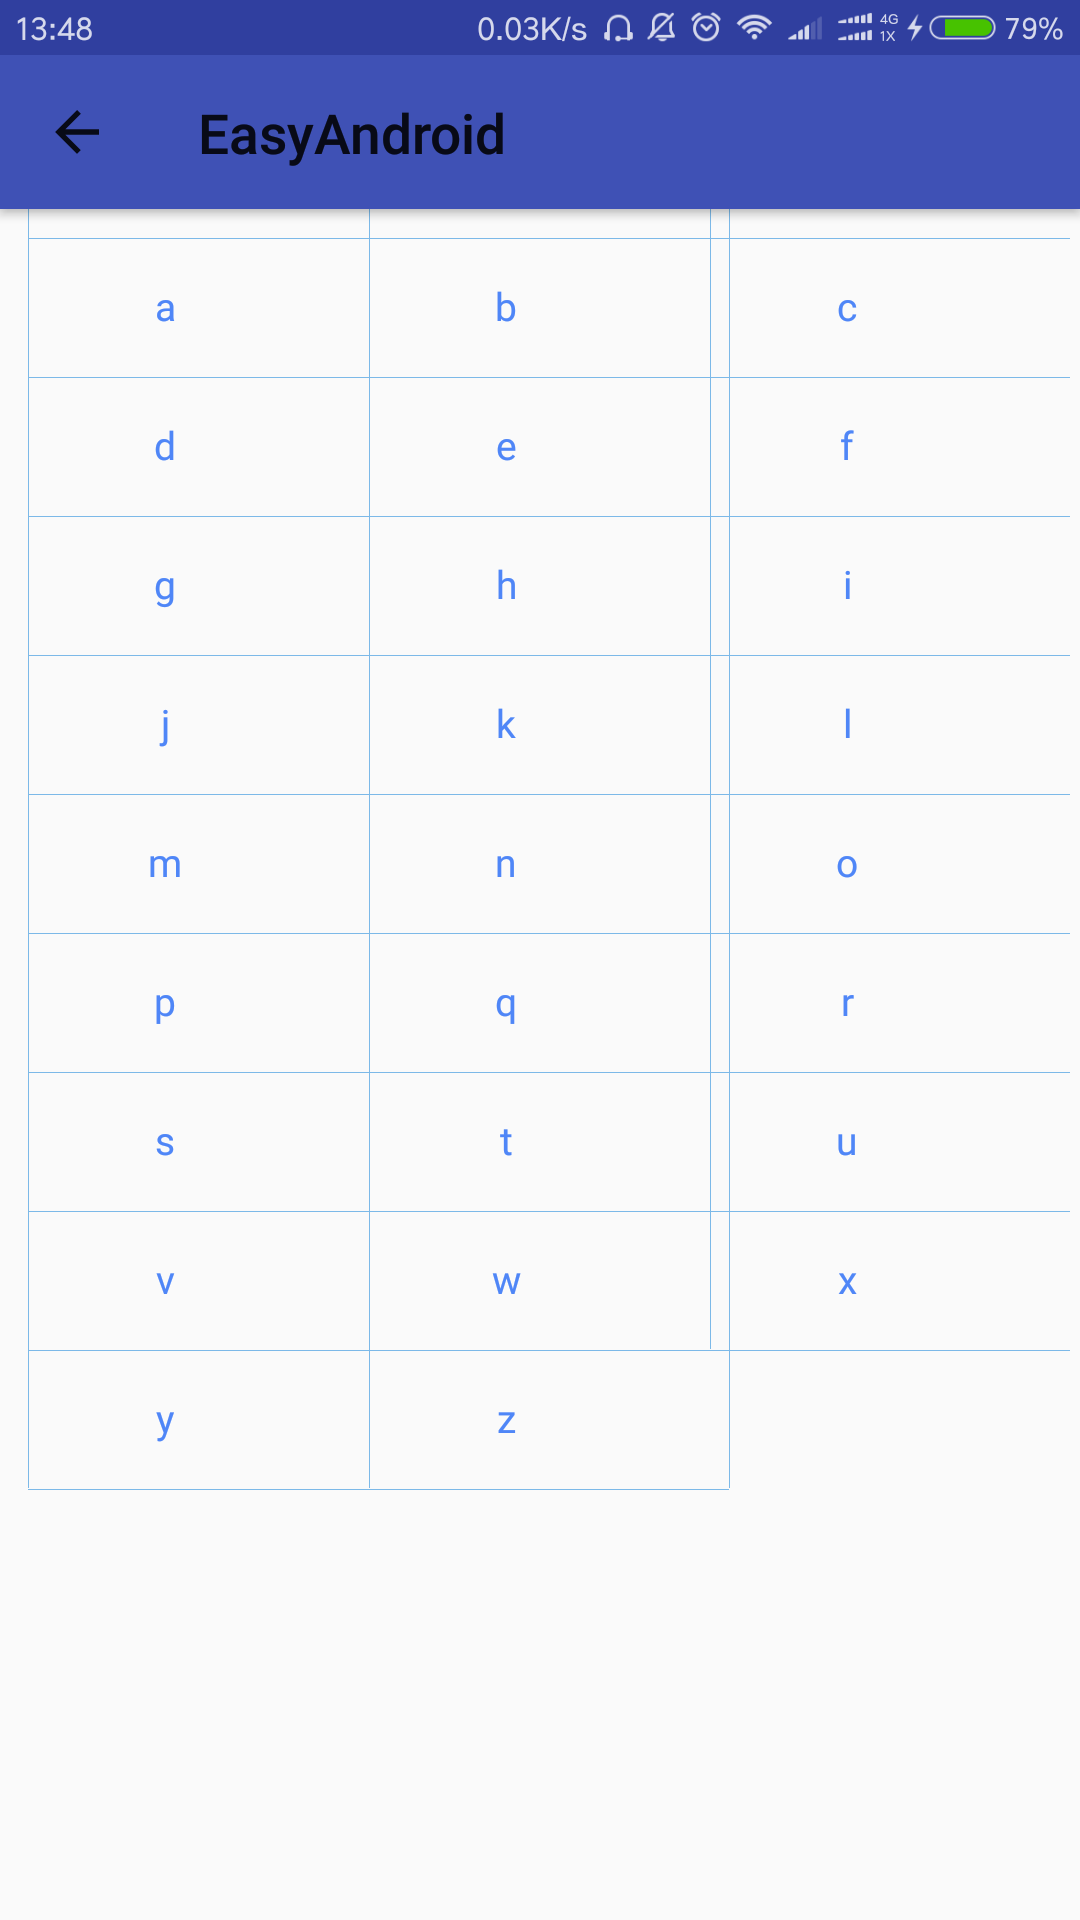 13:48 0.03K/s 4G 1X 79%
EasyAndroid
a b c
d e f
g h i
j k l
m n o
p q r
s t u
v w x
y z